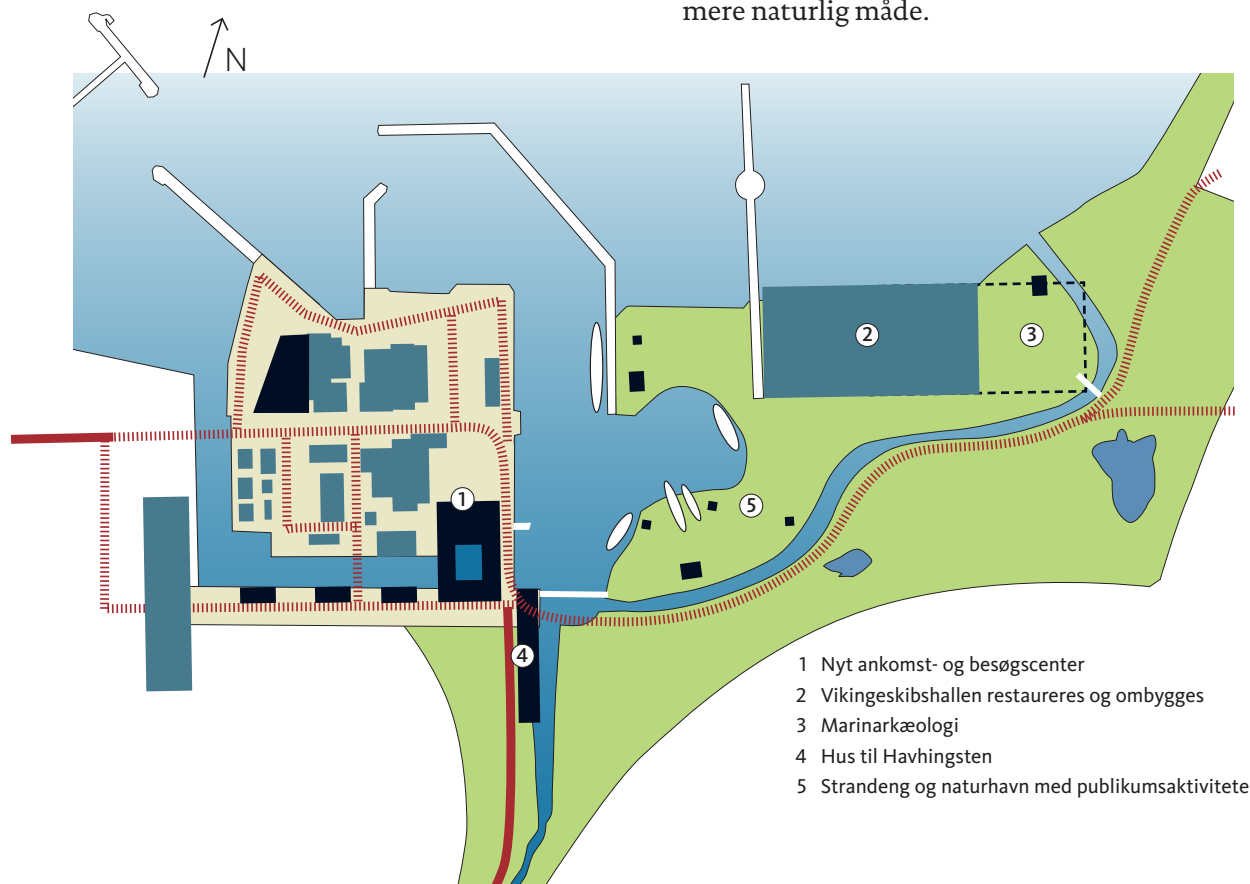 mere naturlig måde.
N
2
3
1
5
4
1 Nyt ankomst- og besøgscenter
2 Vikingeskibshallen restaureres og ombygges
3 Marinarkæologi
4 Hus til Havhingsten
5 Strandeng og naturhavn med publikumsaktivitete